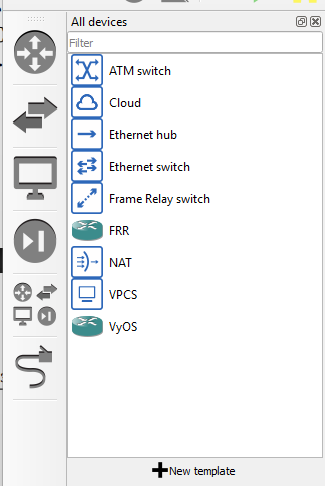 All devices
Filter
ATM switch
Cloud
Ethernet hub
Ethernet switch
Frame Relay switch
FRR
NAT
VPCS
VyOS
New template